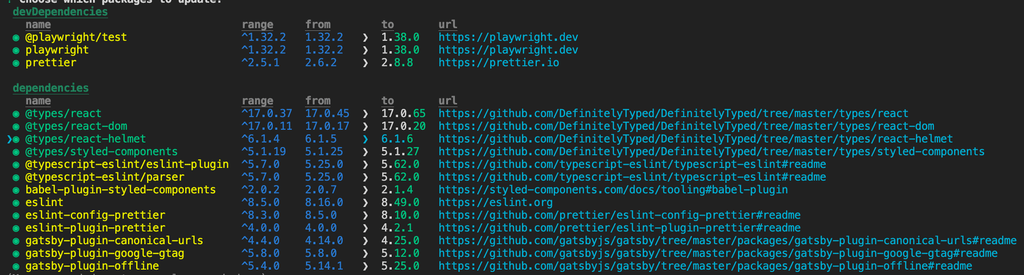 ? Choose which packages to update.
devDependencies
name range from to url
◉ @playwright/test ^1.32.2 1.32.2 ❯ 1.38.0 https://playwright.dev
◉ playwright ^1.32.2 1.32.2 ❯ 1.38.0 https://playwright.dev
◉ prettier ^2.5.1 2.6.2 ❯ 2.8.8 https://prettier.io
dependencies
name range from to url
◉ @types/react ^17.0.37 17.0.45 ❯ 17.0.65 https://github.com/DefinitelyTyped/DefinitelyTyped/tree/master/types/react
◉ @types/react-dom ^17.0.11 17.0.17 ❯ 17.0.20 https://github.com/DefinitelyTyped/DefinitelyTyped/tree/master/types/react-dom
❯◉ @types/react-helmet ^6.1.4 6.1.5 ❯ 6.1.6 https://github.com/DefinitelyTyped/DefinitelyTyped/tree/master/types/react-helmet
◉ @types/styled-components ^5.1.19 5.1.25 ❯ 5.1.27 https://github.com/DefinitelyTyped/DefinitelyTyped/tree/master/types/styled-components
◉ @typescript-eslint/eslint-plugin ^5.7.0 5.25.0 ❯ 5.62.0 https://github.com/typescript-eslint/typescript-eslint#readme
◉ @typescript-eslint/parser ^5.7.0 5.25.0 ❯ 5.62.0 https://github.com/typescript-eslint/typescript-eslint#readme
◉ babel-plugin-styled-components ^2.0.2 2.0.7 ❯ 2.1.4 https://styled-components.com/docs/tooling#babel-plugin
◉ eslint ^8.5.0 8.16.0 ❯ 8.49.0 https://eslint.org
◉ eslint-config-prettier ^8.3.0 8.5.0 ❯ 8.10.0 https://github.com/prettier/eslint-config-prettier#readme
◉ eslint-plugin-prettier ^4.0.0 4.0.0 ❯ 4.2.1 https://github.com/prettier/eslint-plugin-prettier#readme
◉ gatsby-plugin-canonical-urls ^4.4.0 4.14.0 ❯ 4.25.0 https://github.com/gatsbyjs/gatsby/tree/master/packages/gatsby-plugin-canonical-urls#readme
◉ gatsby-plugin-google-gtag ^5.8.0 5.8.0 ❯ 5.12.0 https://github.com/gatsbyjs/gatsby/tree/master/packages/gatsby-plugin-google-gtag#readme
◉ gatsby-plugin-offline ^5.4.0 5.14.1 ❯ 5.25.0 https://github.com/gatsbyjs/gatsby/tree/master/packages/gatsby-plugin-offline#readme